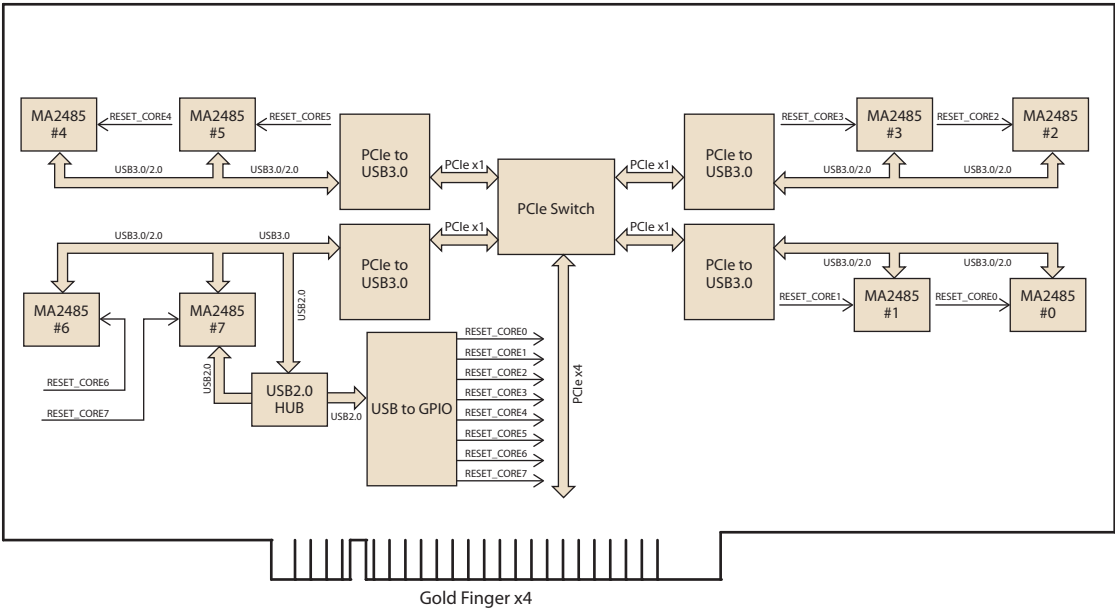 MA2485
#4
RESET_CORE4
MA2485
#5
RESET_CORE5
USB3.0/2.0
USB3.0/2.0
PCIe to
USB3.0
PCIe x1
PCIe Switch
PCIe x1
PCIe to
USB3.0
RESET_CORE3
MA2485
#3
RESET_CORE2
MA2485
#2
USB3.0/2.0
USB3.0/2.0
USB3.0/2.0
USB3.0
PCIe to
USB3.0
PCIe x1
PCIe x1
PCIe to
USB3.0
USB3.0/2.0
USB3.0/2.0
RESET_CORE1
MA2485
#1
RESET_CORE0
MA2485
#0
MA2485
#6
MA2485
#7
USB2.0
RESET_CORE6
RESET_CORE7
USB2.0
USB2.0
HUB
USB2.0
USB to GPIO
RESET_CORE0
RESET_CORE1
RESET_CORE2
RESET_CORE3
RESET_CORE4
RESET_CORE5
RESET_CORE6
RESET_CORE7
PCIe x4
Gold Finger x4